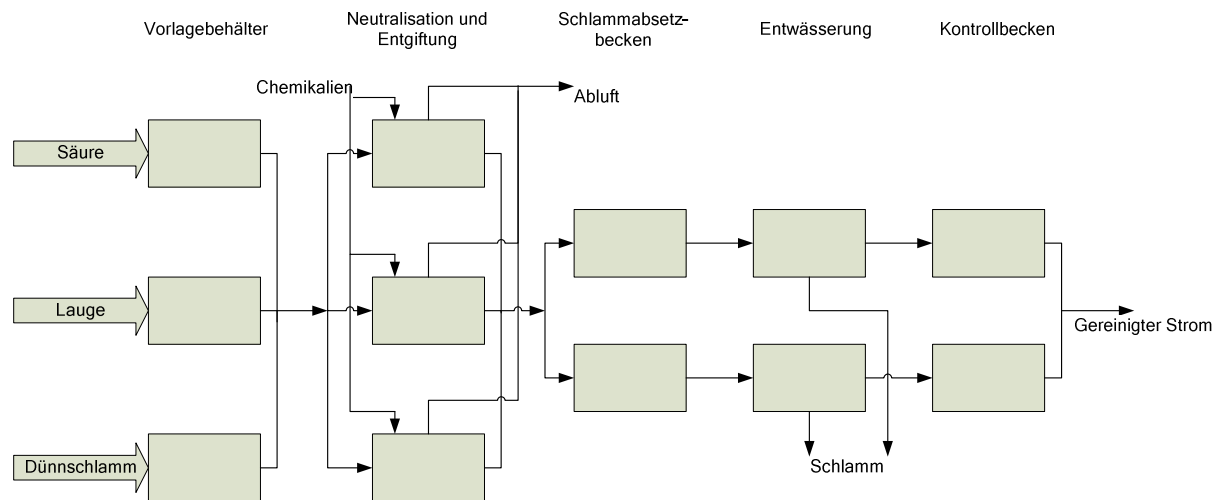 Vorlagebehälter
Neutralisation und
Entgiftung
Schlammabsetz-
becken
Entwässerung
Kontrollbecken
Chemikalien
Abluft
Säure
Lauge
Gereinigter Strom
Dünnschlamm
Schlamm